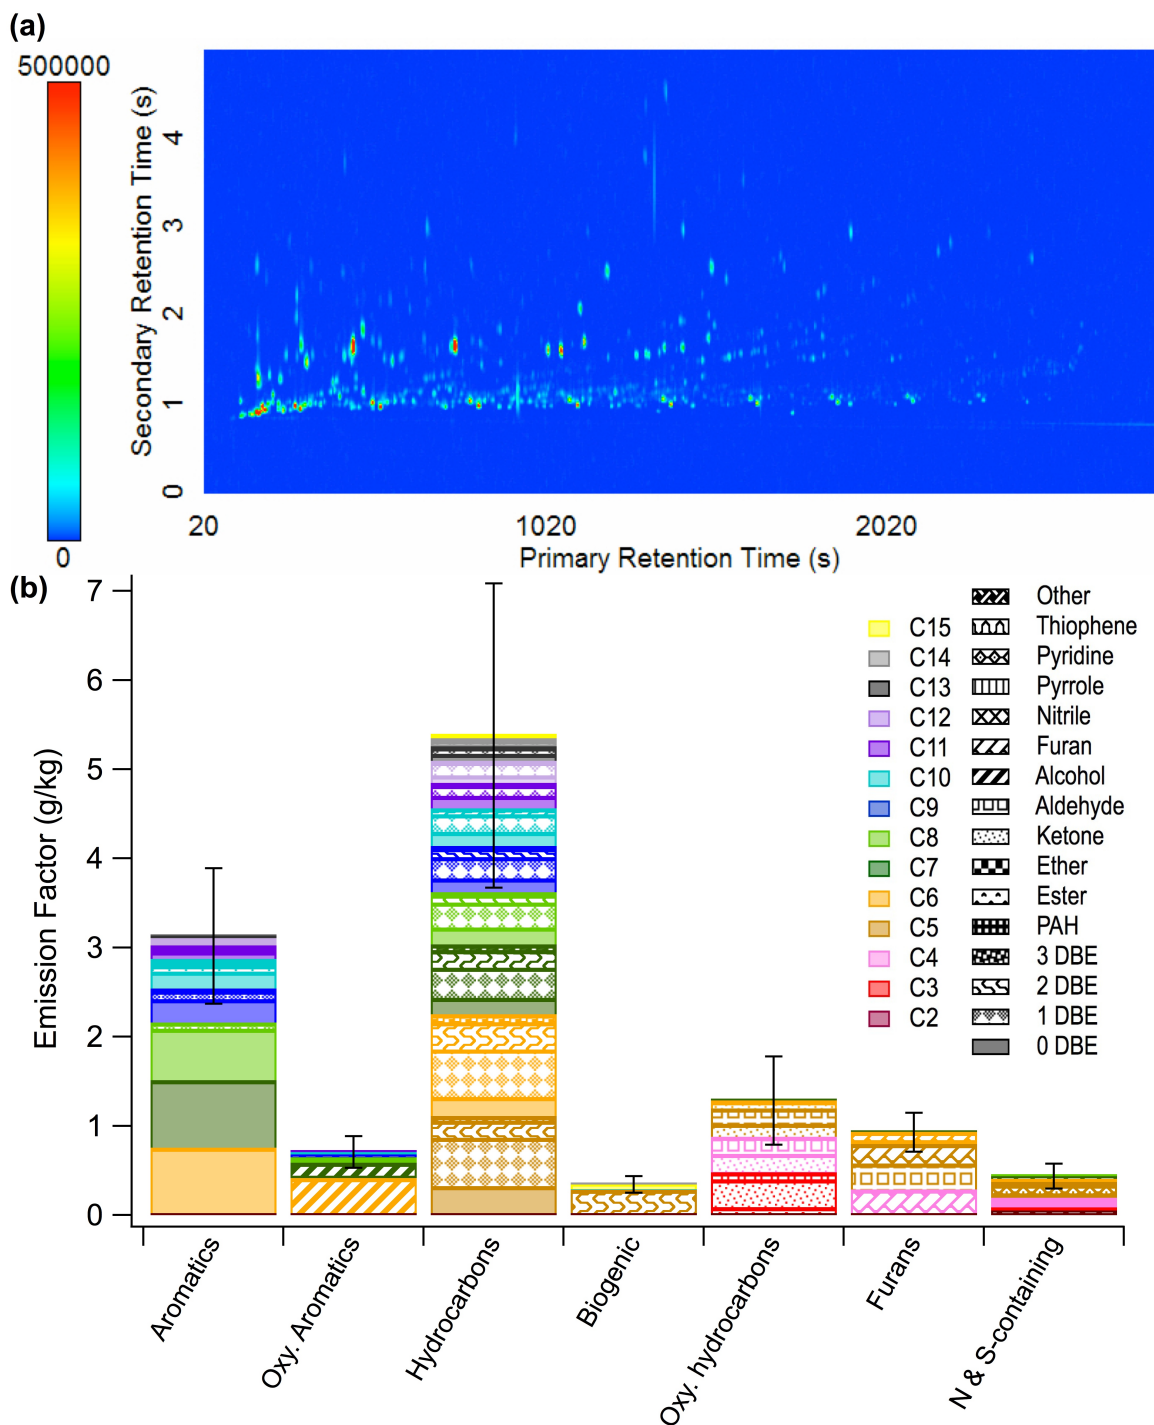 (a)
500000
0
Secondary Retention Time (s)
4
3
2
1
0
20 1020 2020
Primary Retention Time (s)
(b)
Emission Factor (g/kg)
7
6
5
4
3
2
1
0
C15
C14
C13
C12
C11
C10
C9
C8
C7
C6
C5
C4
C3
C2
Other
Thiophene
Pyridine
Pyrrole
Nitrile
Furan
Alcohol
Aldehyde
Ketone
Ether
Ester
PAH
3 DBE
2 DBE
1 DBE
0 DBE
Aromatics
Oxy. Aromatics
Hydrocarbons
Biogenic
Oxy. hydrocarbons
Furans
N & S-containing